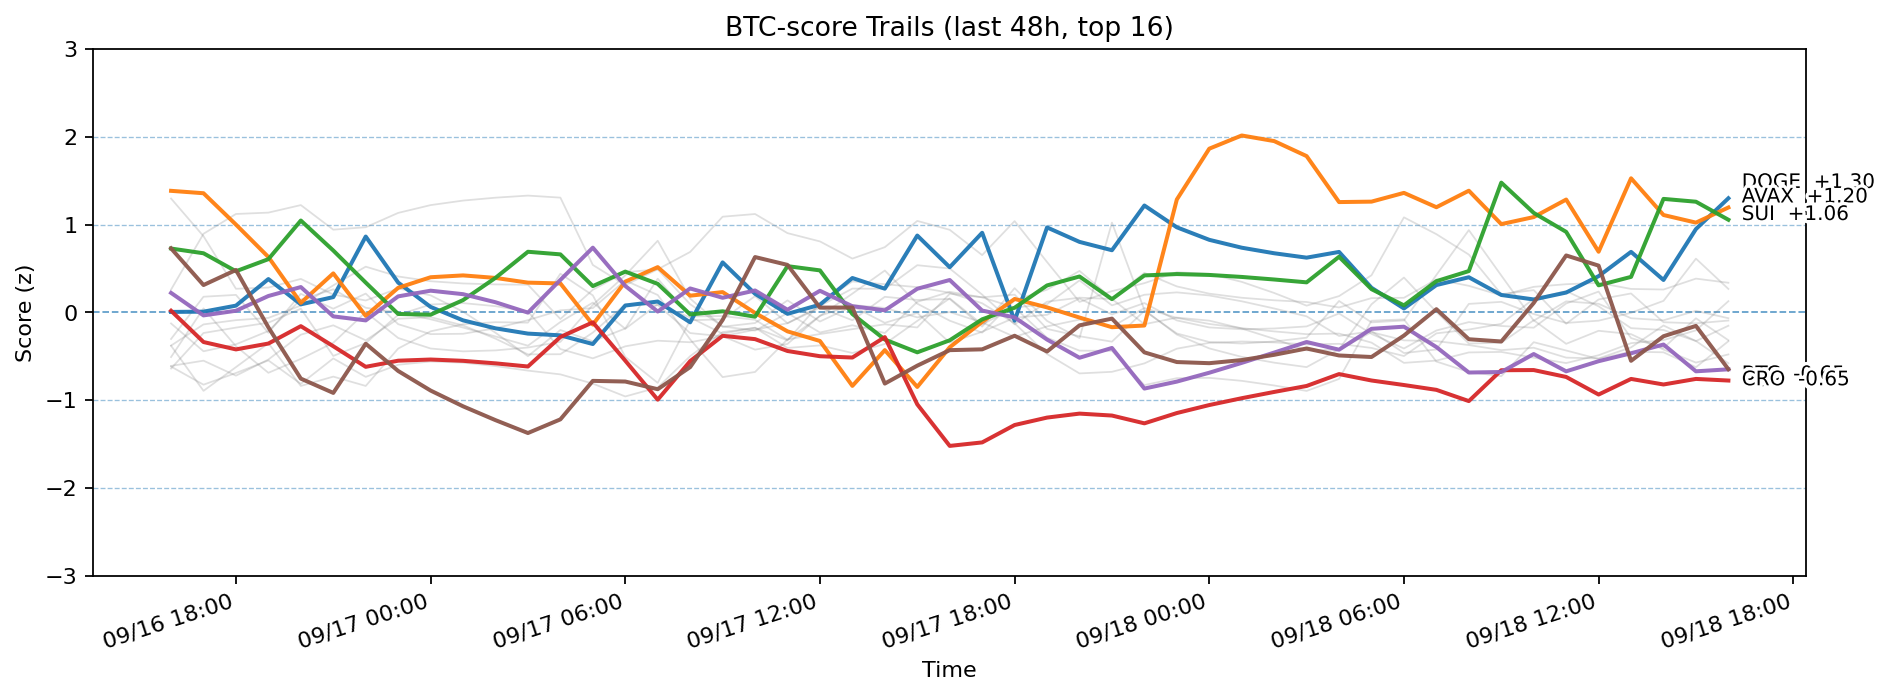 BTC-score Trails (last 48h, top 16)
Score (z)
3
2
1
0
−1
−2
−3
DOGE +1.30
AVAX +1.20
SUI +1.06
CRO -0.65
09/16 18:00
09/17 00:00
09/17 06:00
09/17 12:00
09/17 18:00
09/18 00:00
09/18 06:00
09/18 12:00
09/18 18:00
Time